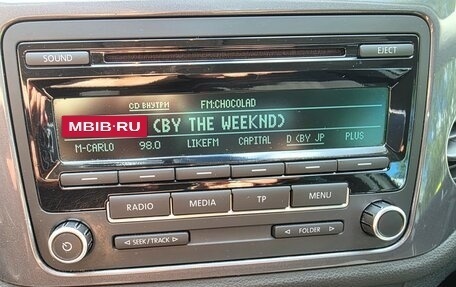 SOUND
EJECT
CD ВНУТРИ FM:CHOCOLAD
MBIB·RU
(BY THE WEEKND)
M-CARLO 98.0 LIKEFM CAPITAL D (BY JP PLUS
RADIO MEDIA TP MENU
SEEK/TRACK
FOLDER